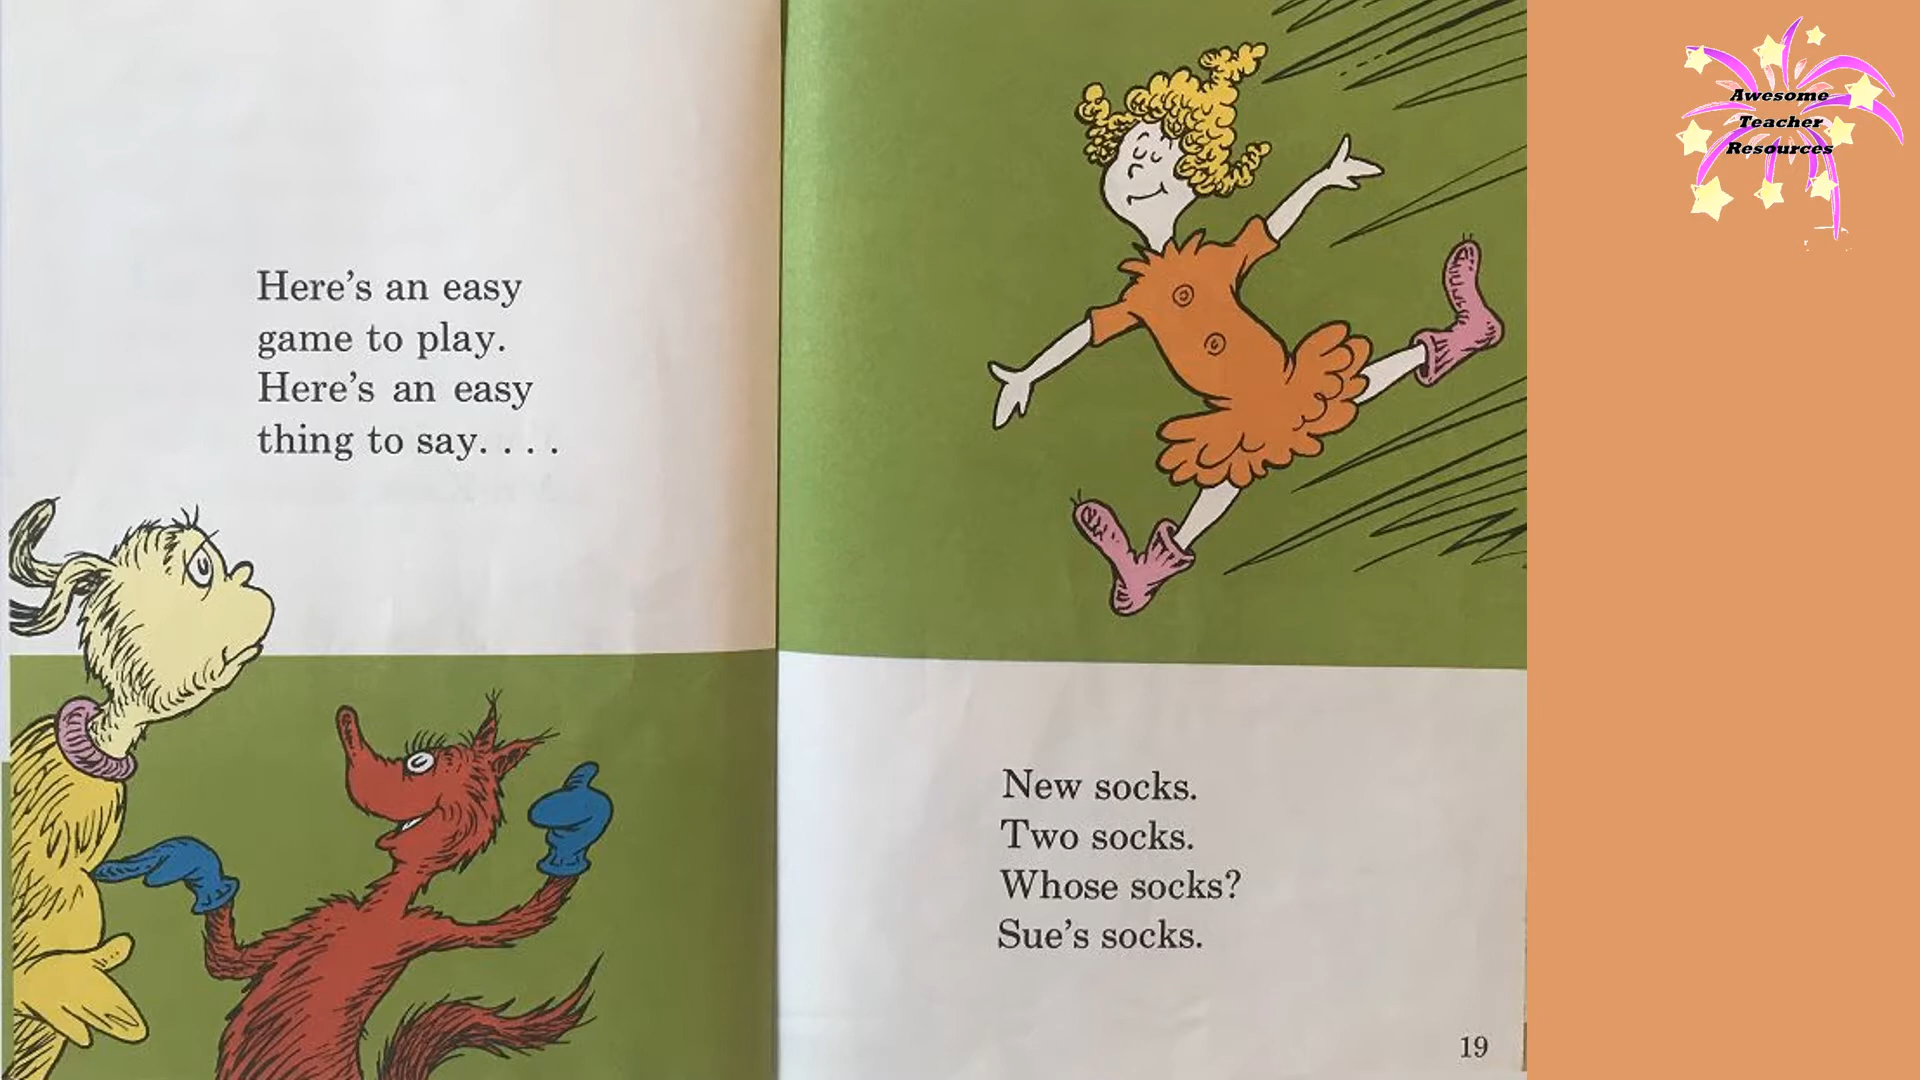 Here's an easy
game to play.
Here's an easy
thing to say. . . .
New socks.
Two socks.
Whose socks?
Sue's socks.
19
Awesome
Teacher
Resources